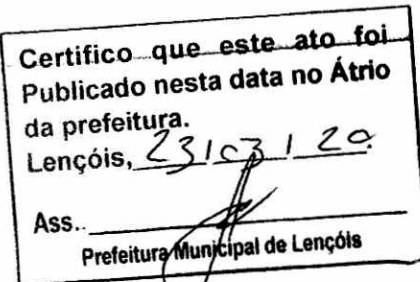 Certifico que este ato foi
Publicado nesta data no Átrio
da prefeitura.
Lençóis, 23/03/20.
Ass..
Prefeitura Municipal de Lençóis